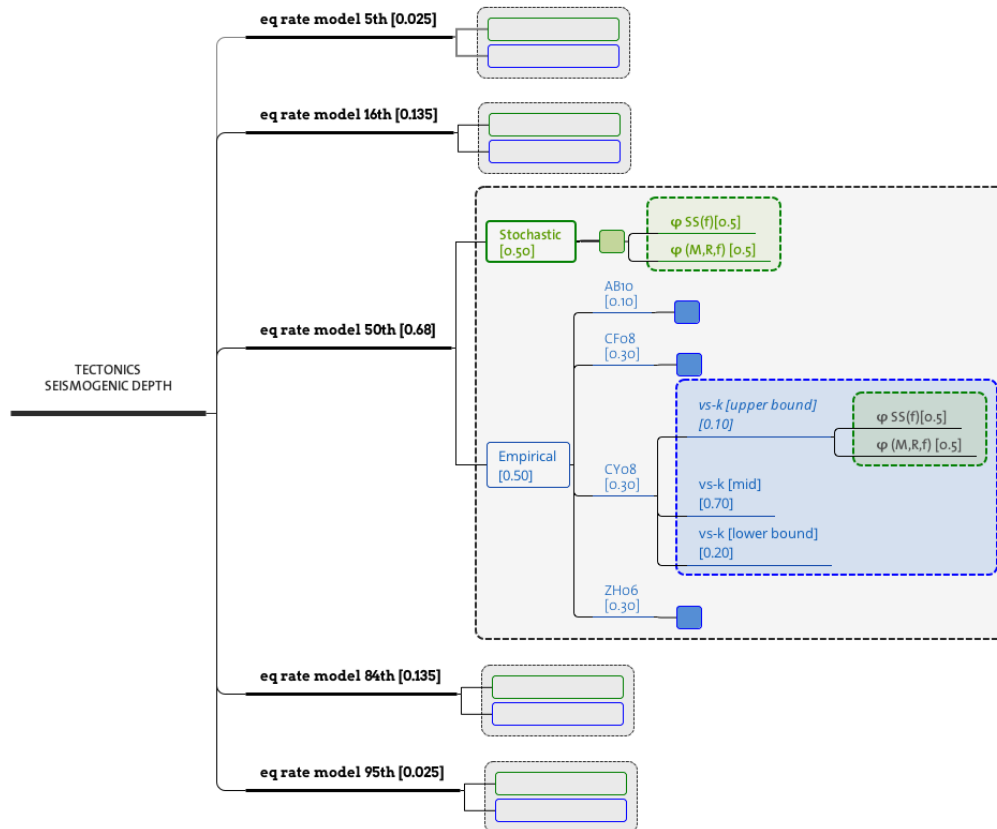 eq rate model 5th [0.025]
eq rate model 16th [0.135]
eq rate model 50th [0.68]
TECTONICS
SEISMOGENIC DEPTH
Stochastic
[0.50]
φ SS(f)[0.5]
φ (M,R,f) [0.5]
AB10
[0.10]
CF08
[0.30]
Empirical
[0.50]
CY08
[0.30]
vs-k [upper bound]
[0.10]
φ SS(f)[0.5]
φ (M,R,f) [0.5]
vs-k [mid]
[0.70]
vs-k [lower bound]
[0.20]
ZH06
[0.30]
eq rate model 84th [0.135]
eq rate model 95th [0.025]